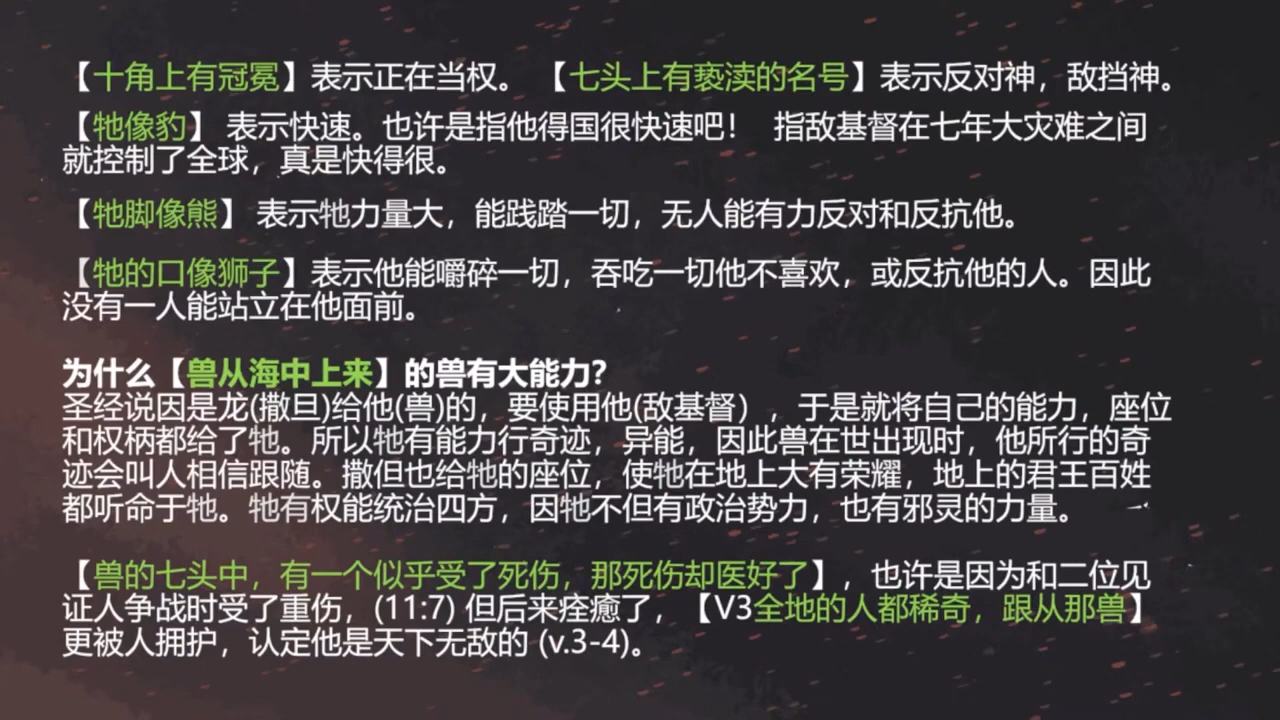 【十角上有冠冕】表示正在当权。 【七头上有亵渎的名号】表示反对神，敌挡神。
【牠像豹】 表示快速。也许是指他得国很快速吧！ 指敌基督在七年大灾难之间
就控制了全球，真是快得很。
【牠脚像熊】 表示牠力量大，能践踏一切，无人能有力反对和反抗他。
【牠的口像狮子】表示他能嚼碎一切，吞吃一切他不喜欢，或反抗他的人。因此
没有一人能站立在他面前。
为什么【兽从海中上来】的兽有大能力？
圣经说因是龙(撒旦)给他(兽)的，要使用他(敌基督），于是就将自己的能力，座位
和权柄都给了牠。所以牠有能力行奇迹，异能，因此兽在世出现时，他所行的奇
迹会叫人相信跟随。撒但也给牠的座位，使牠在地上大有荣耀，地上的君王百姓
都听命于牠。牠有权能统治四方，因牠不但有政治势力，也有邪灵的力量。
【兽的七头中，有一个似乎受了死伤，那死伤却医好了】，也许是因为和二位见
证人争战时受了重伤，(11:7) 但后来痊癒了，【V3全地的人都稀奇，跟从那兽】
更被人拥护，认定他是天下无敌的 (v.3-4)。